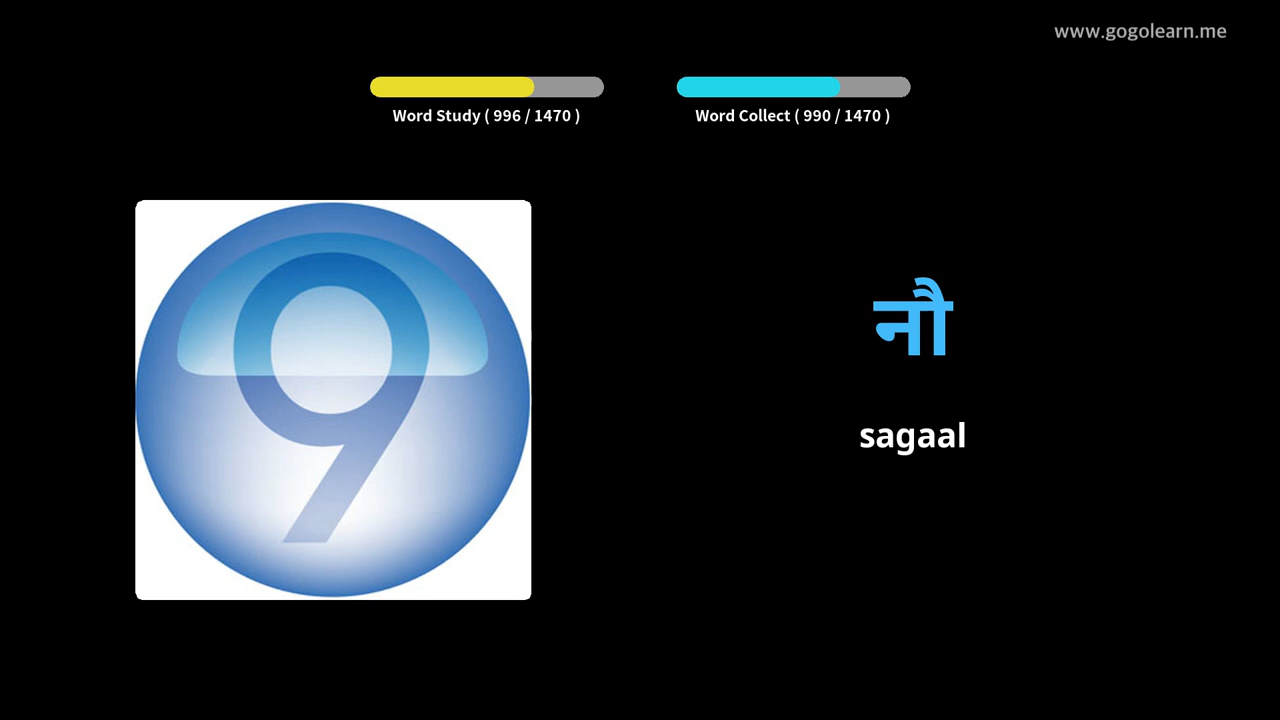 www.gogolearn.me
Word Study ( 996 / 1470 )
Word Collect ( 990 / 1470 )
9
नौ
sagaal